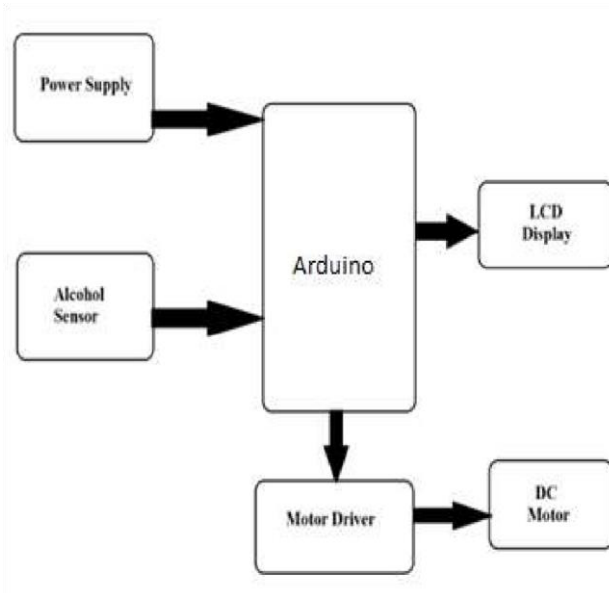 Power Supply
Alcohol
Sensor
Arduino
LCD
Display
Motor Driver
DC
Motor